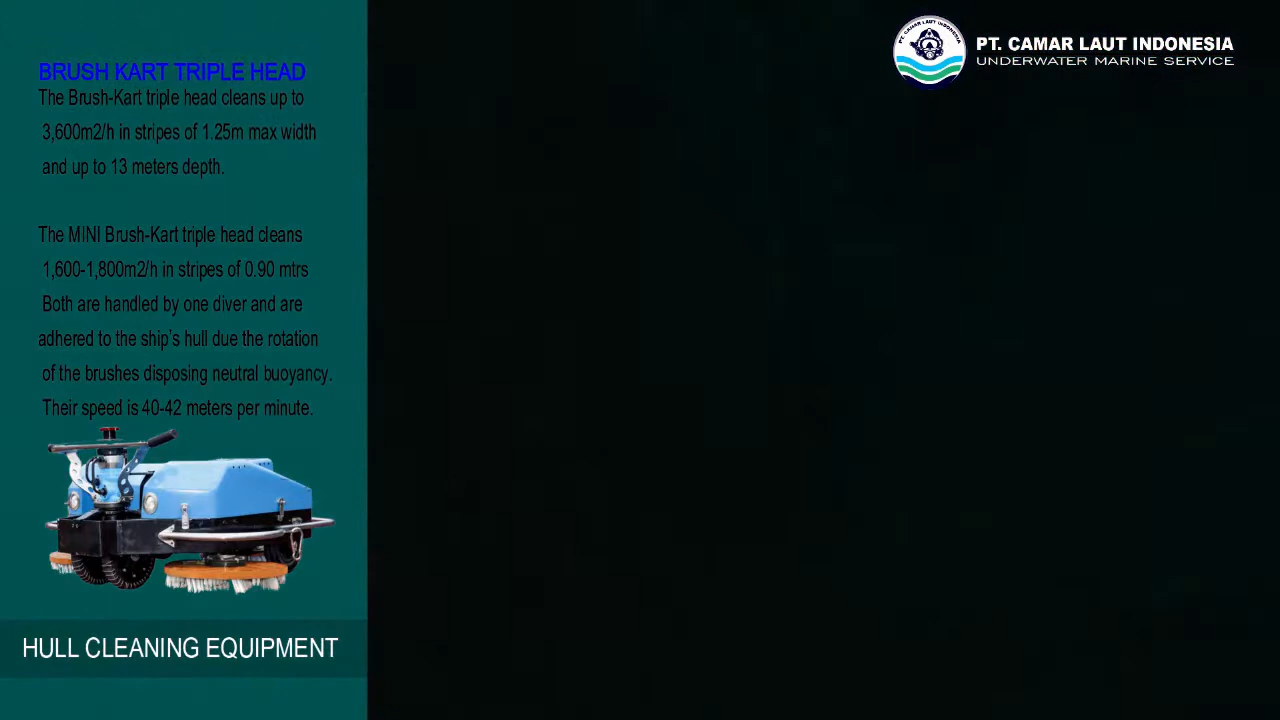 BRUSH KART TRIPLE HEAD
The Brush-Kart triple head cleans up to
3,600m2/h in stripes of 1.25m max width
and up to 13 meters depth.
The MINI Brush-Kart triple head cleans
1,600-1,800m2/h in stripes of 0.90 mtrs
Both are handled by one diver and are
adhered to the ship's hull due the rotation
of the brushes disposing neutral buoyancy.
Their speed is 40-42 meters per minute.
HULL CLEANING EQUIPMENT
PT. CAMAR LAUT INDONESIA
PT. CAMAR LAUT INDONESIA
UNDERWATER MARINE SERVICE